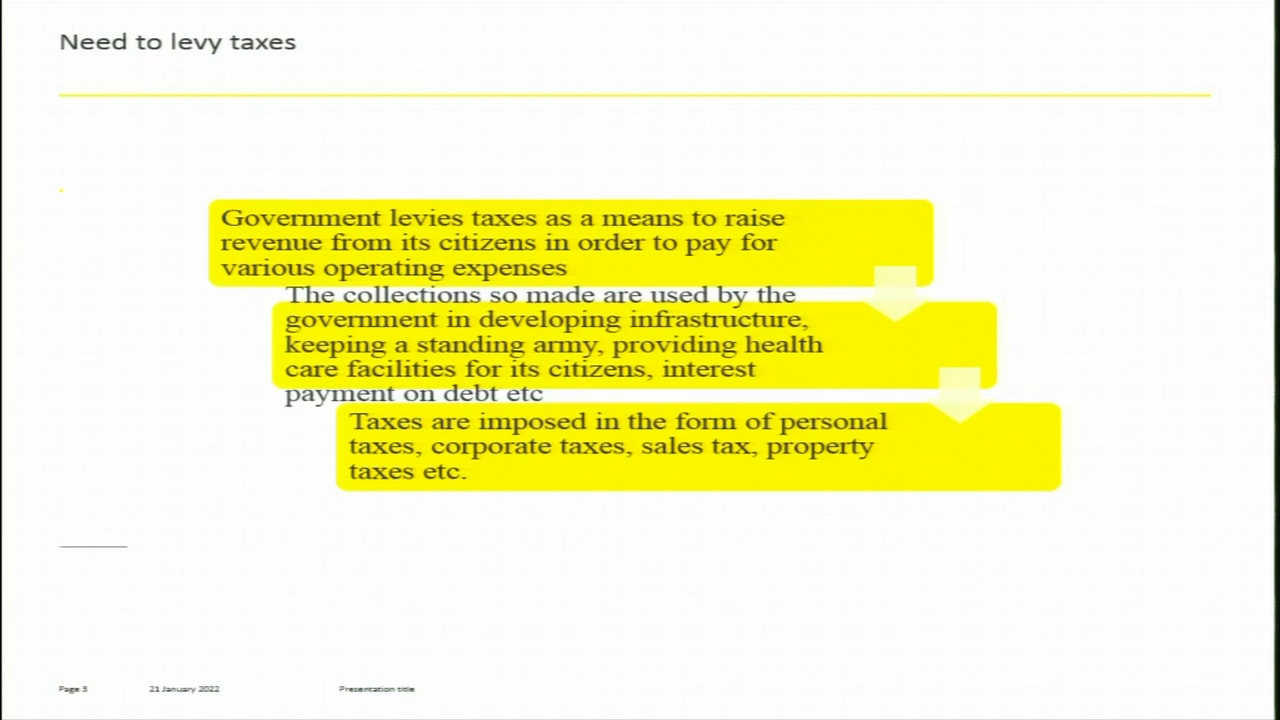 Need to levy taxes
Government levies taxes as a means to raise
revenue from its citizens in order to pay for
various operating expenses
The collections so made are used by the
government in developing infrastructure,
keeping a standing army, providing health
care facilities for its citizens, interest
payment on debt etc
Taxes are imposed in the form of personal
taxes, corporate taxes, sales tax, property
taxes etc.
Page 3 21 January 2022 Presentation title